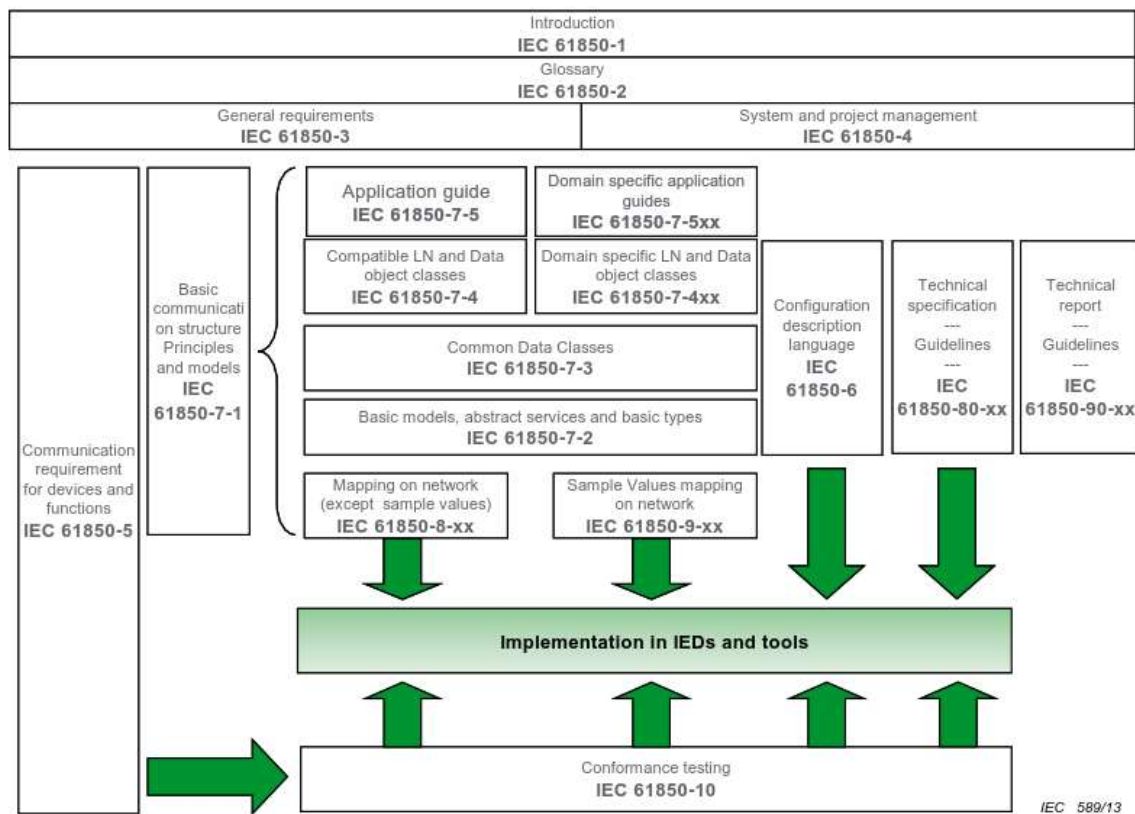 Introduction
IEC 61850-1
Glossary
IEC 61850-2
General requirements
IEC 61850-3
System and project management
IEC 61850-4
Communication
requirement
for devices and
functions
IEC 61850-5
Basic
communicati
on structure
Principles
and models
IEC
61850-7-1
Application guide
IEC 61850-7-5
Domain specific application
guides
IEC 61850-7-5xx
Compatible LN and Data
object classes
IEC 61850-7-4
Domain specific LN and Data
object classes
IEC 61850-7-4xx
Common Data Classes
IEC 61850-7-3
Basic models, abstract services and basic types
IEC 61850-7-2
Mapping on network
(except sample values)
IEC 61850-8-xx
Sample Values mapping
on network
IEC 61850-9-xx
Configuration
description
language
IEC
61850-6
Technical
specification
---
Guidelines
---
IEC
61850-80-xx
Technical
report
---
Guidelines
---
IEC
61850-90-xx
Implementation in IEDs and tools
Conformance testing
IEC 61850-10
IEC 589/13